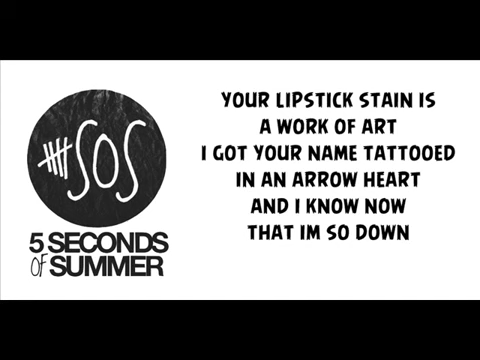 SOS
5 SECONDS
OF SUMMER
YOUR LIPSTICK STAIN IS
A WORK OF ART
I GOT YOUR NAME TATTOOED
IN AN ARROW HEART
AND I KNOW NOW
THAT IM SO DOWN